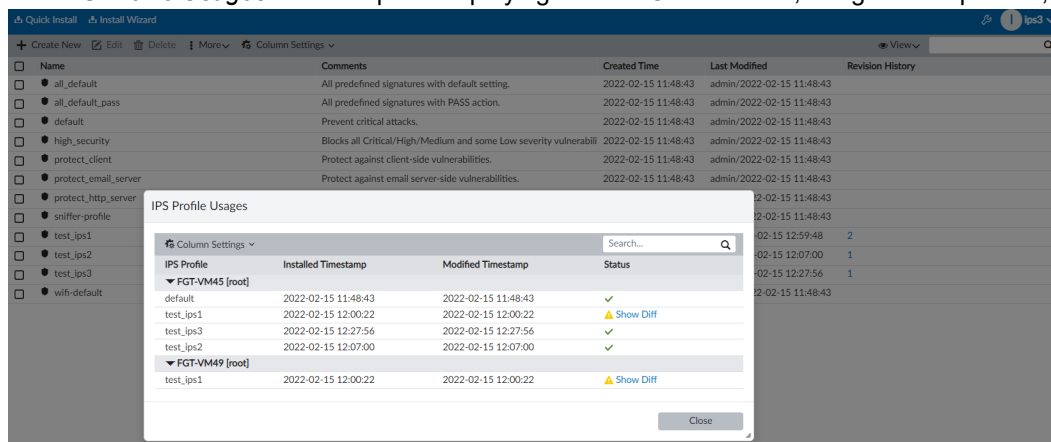 Quick Install Install Wizard ips3
Create New Edit Delete More Column Settings View
Name Comments Created Time Last Modified Revision History
all_default All predefined signatures with default setting. 2022-02-15 11:48:43 admin/2022-02-15 11:48:43
all_default_pass All predefined signatures with PASS action. 2022-02-15 11:48:43 admin/2022-02-15 11:48:43
default Prevent critical attacks. 2022-02-15 11:48:43 admin/2022-02-15 11:48:43
high_security Blocks all Critical/High/Medium and some Low severity vulnerabili 2022-02-15 11:48:43 admin/2022-02-15 11:48:43
protect_client Protect against client-side vulnerabilities. 2022-02-15 11:48:43 admin/2022-02-15 11:48:43
protect_email_server Protect against email server-side vulnerabilities. 2022-02-15 11:48:43 admin/2022-02-15 11:48:43
protect_http_server 22-02-15 11:48:43
sniffer-profile 22-02-15 11:48:43
test_ips1 -02-15 12:59:48 2
test_ips2 -02-15 12:07:00 1
test_ips3 -02-15 12:27:56 1
wifi-default 22-02-15 11:48:43
IPS Profile Usages
Column Settings Search...
IPS Profile Installed Timestamp Modified Timestamp Status
FGT-VM45 [root]
default 2022-02-15 11:48:43 2022-02-15 11:48:43
test_ips1 2022-02-15 12:00:22 2022-02-15 12:00:22 Show Diff
test_ips3 2022-02-15 12:27:56 2022-02-15 12:27:56
test_ips2 2022-02-15 12:07:00 2022-02-15 12:07:00
FGT-VM49 [root]
test_ips1 2022-02-15 12:00:22 2022-02-15 12:00:22 Show Diff
Close